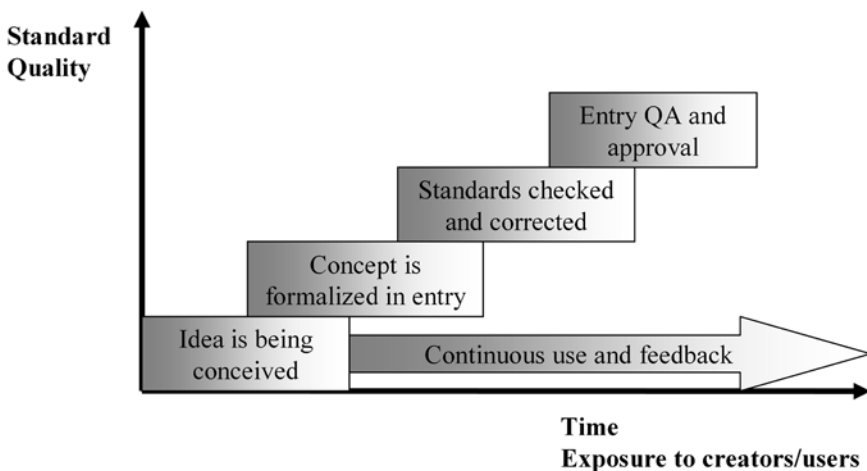 Standard
Quality
Entry QA and
approval
Standards checked
and corrected
Concept is
formalized in entry
Idea is being
conceived
Continuous use and feedback
Time
Exposure to creators/users